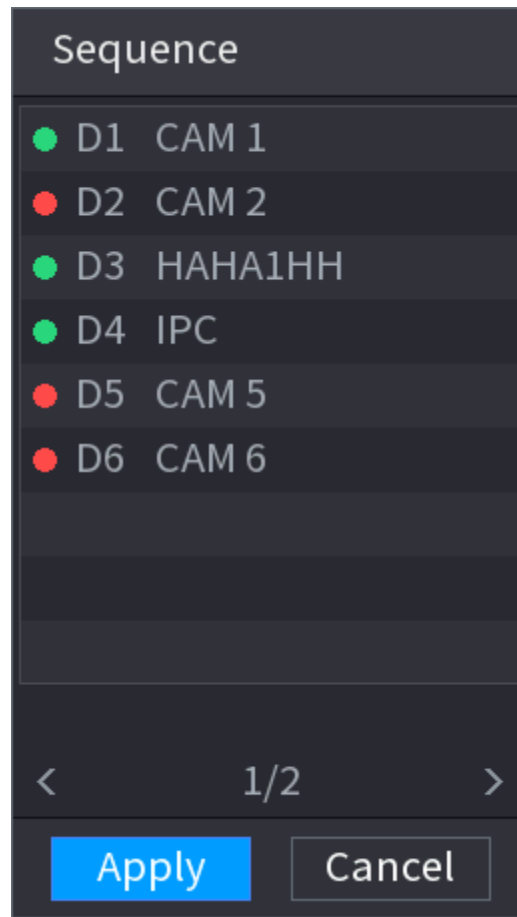 Sequence
D1 CAM 1
D2 CAM 2
D3 HAHA1HH
D4 IPC
D5 CAM 5
D6 CAM 6
< 1/2 >
Apply Cancel